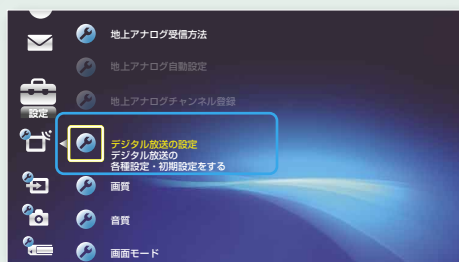 地上アナログ受信方法
地上アナログ自動設定
地上アナログチャンネル登録
設定
デジタル放送の設定
デジタル放送の
各種設定・初期設定をする
画質
音質
画面モード